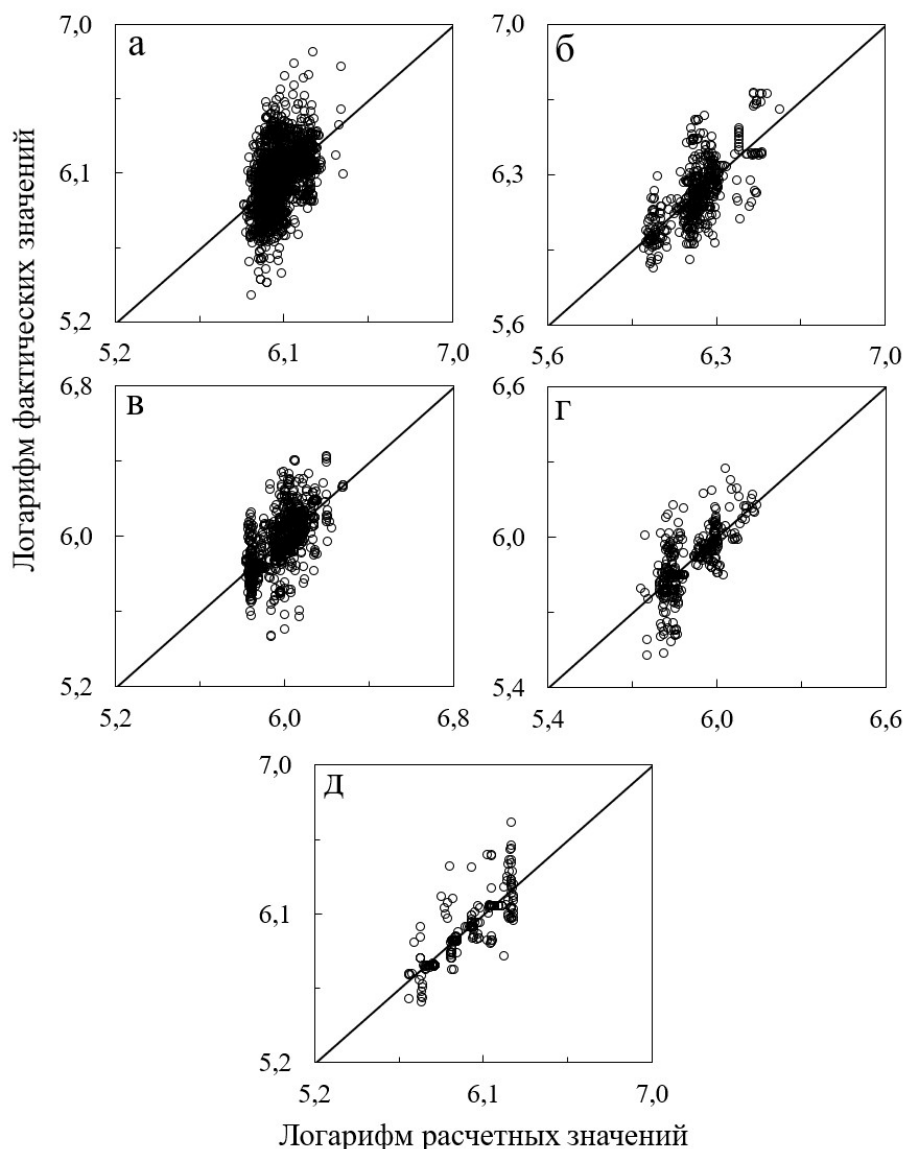 Логарифм фактических значений
7,0
а
6,1
5,2
5,2 6,1 7,0
7,0
б
6,3
5,6
5,6 6,3 7,0
6,8
в
6,0
5,2
5,2 6,0 6,8
6,6
г
6,0
5,4
5,4 6,0 6,6
7,0
д
6,1
5,2
5,2 6,1 7,0
Логарифм расчетных значений